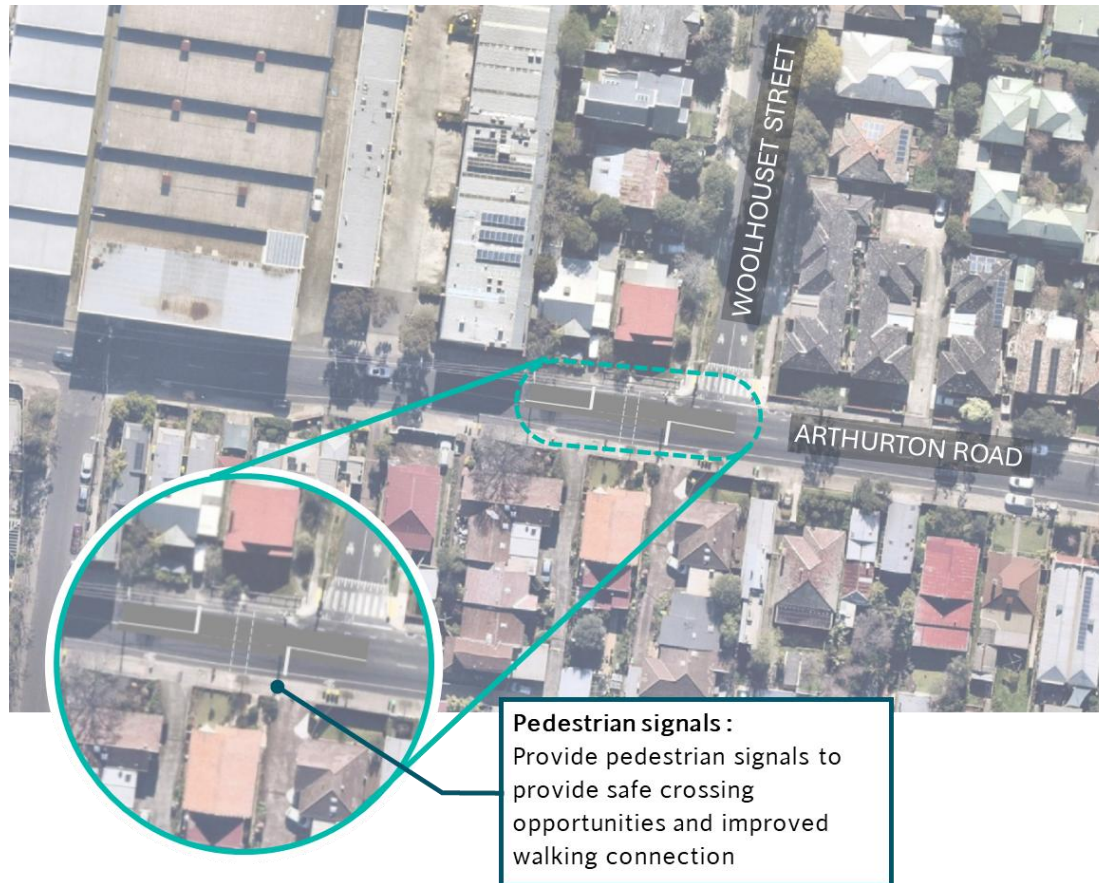 WOOLHOUSET STREET
ARTHURTON ROAD
Pedestrian signals :
Provide pedestrian signals to
provide safe crossing
opportunities and improved
walking connection